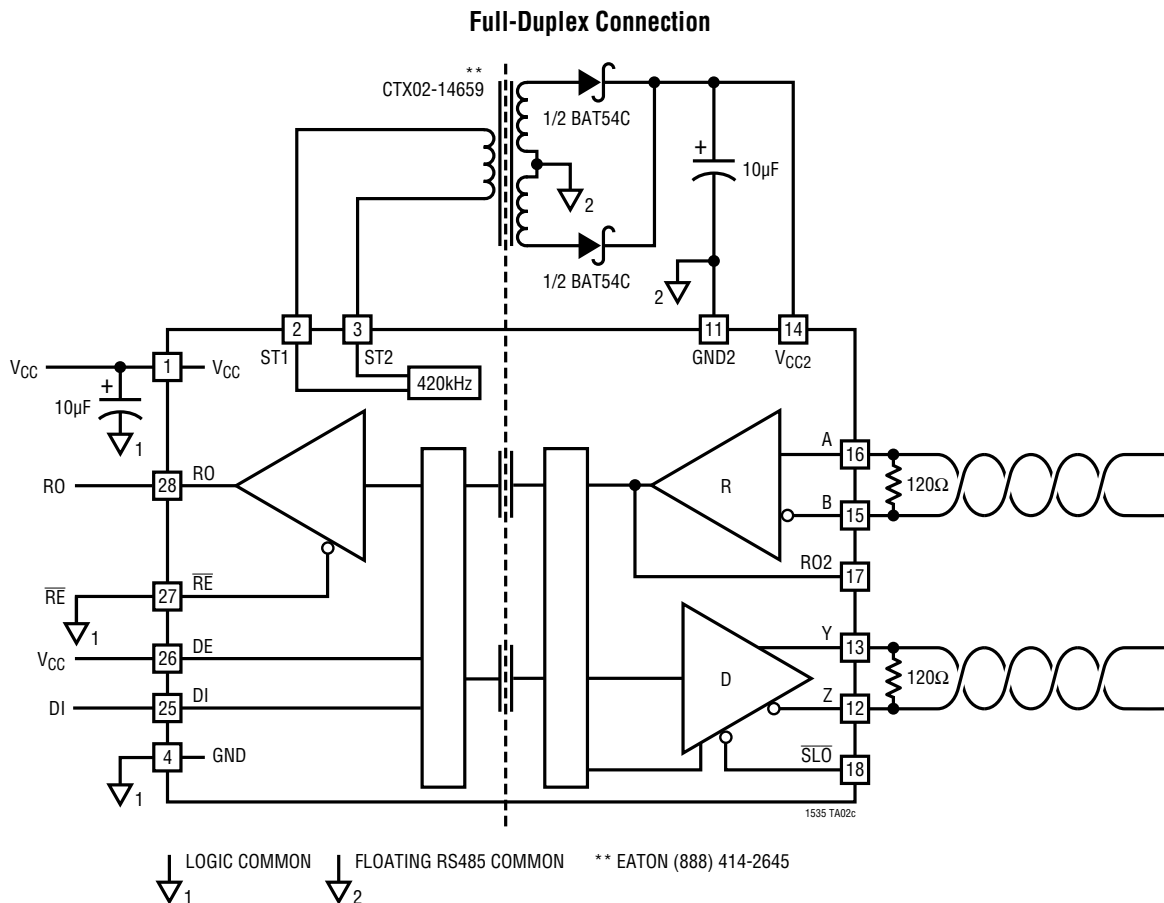 Full-Duplex Connection
**
CTX02-14659
1/2 BAT54C
+
10µF
2
1/2 BAT54C
2
2
3
11
14
ST1
ST2
GND2
VCC2
VCC
1
VCC
420kHz
+
10µF
1
A
16
RO
28
RO
R
120Ω
B
15
RO2
17
RE
27
RE
1
Y
13
VCC
26
DE
D
120Ω
DI
25
DI
Z
12
4
GND
SLO
18
1
1535 TA02c
LOGIC COMMON
FLOATING RS485 COMMON
** EATON (888) 414-2645
1
2